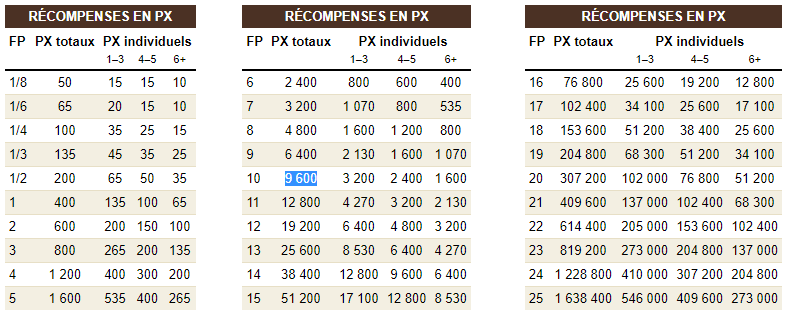 RÉCOMPENSES EN PX
FP PX totaux PX individuels
1–3 4–5 6+
1/8 50 15 15 10
1/6 65 20 15 10
1/4 100 35 25 15
1/3 135 45 35 25
1/2 200 65 50 35
1 400 135 100 65
2 600 200 150 100
3 800 265 200 135
4 1 200 400 300 200
5 1 600 535 400 265
RÉCOMPENSES EN PX
FP PX totaux PX individuels
1–3 4–5 6+
6 2 400 800 600 400
7 3 200 1 070 800 535
8 4 800 1 600 1 200 800
9 6 400 2 130 1 600 1 070
10 9 600 3 200 2 400 1 600
11 12 800 4 270 3 200 2 130
12 19 200 6 400 4 800 3 200
13 25 600 8 530 6 400 4 270
14 38 400 12 800 9 600 6 400
15 51 200 17 100 12 800 8 530
RÉCOMPENSES EN PX
FP PX totaux PX individuels
1–3 4–5 6+
16 76 800 25 600 19 200 12 800
17 102 400 34 100 25 600 17 100
18 153 600 51 200 38 400 25 600
19 204 800 68 300 51 200 34 100
20 307 200 102 000 76 800 51 200
21 409 600 137 000 102 400 68 300
22 614 400 205 000 153 600 102 400
23 819 200 273 000 204 800 137 000
24 1 228 800 410 000 307 200 204 800
25 1 638 400 546 000 409 600 273 000